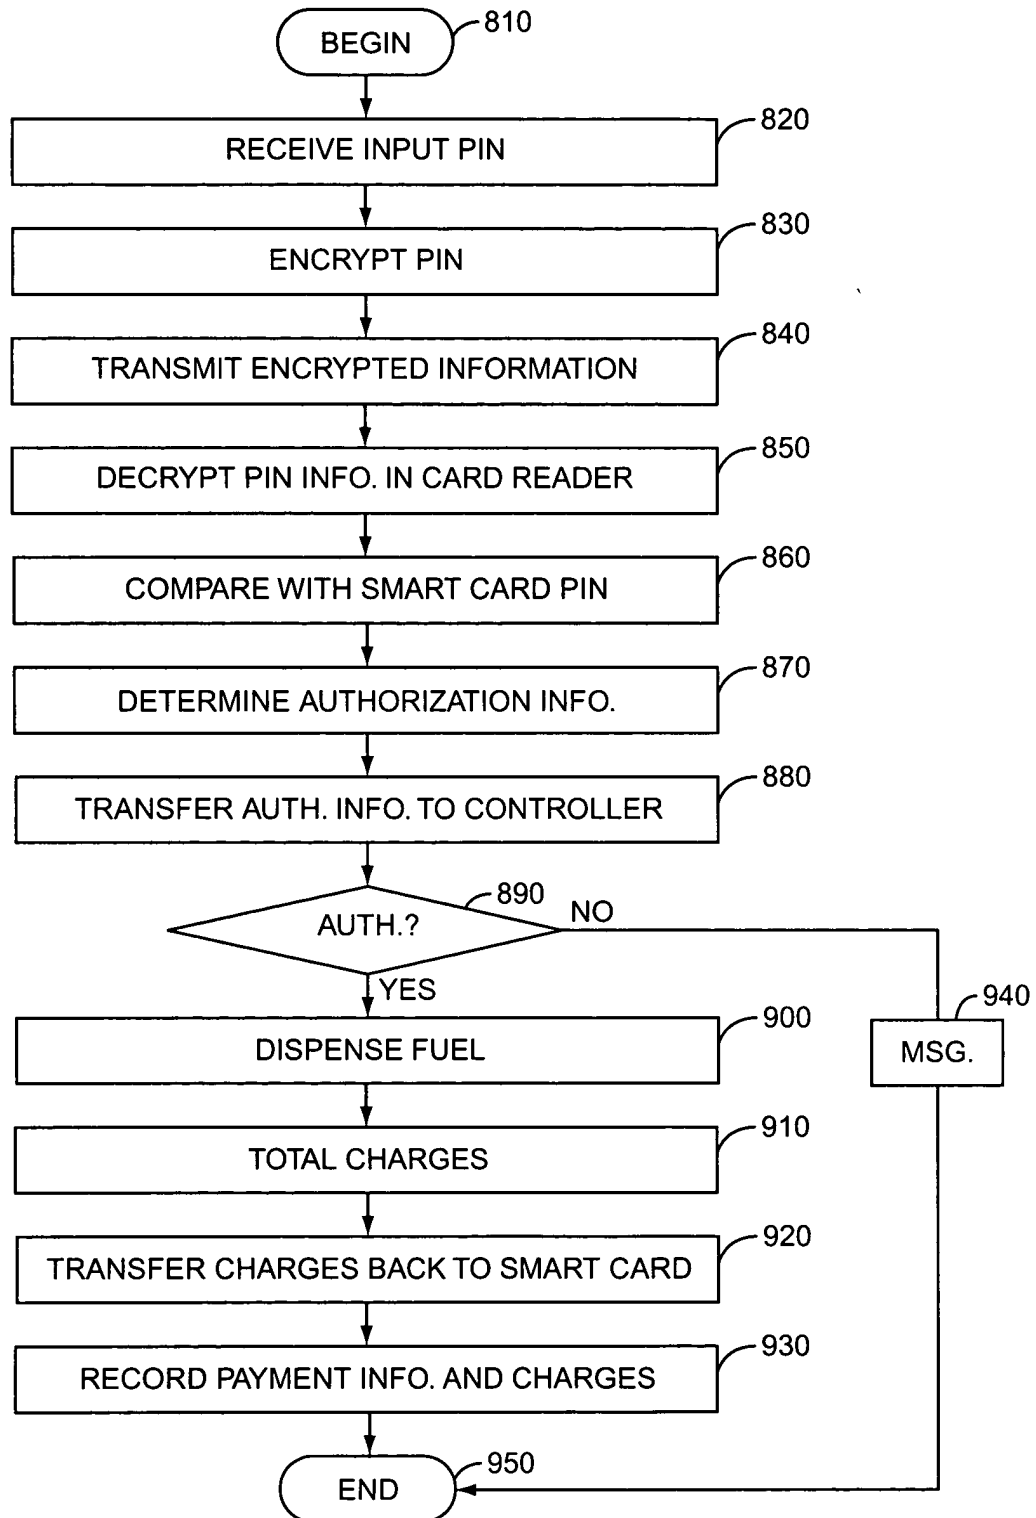 BEGIN
810
RECEIVE INPUT PIN
820
ENCRYPT PIN
830
TRANSMIT ENCRYPTED INFORMATION
840
DECRYPT PIN INFO. IN CARD READER
850
COMPARE WITH SMART CARD PIN
860
DETERMINE AUTHORIZATION INFO.
870
TRANSFER AUTH. INFO. TO CONTROLLER
880
AUTH.?
890
NO
YES
DISPENSE FUEL
900
MSG.
940
TOTAL CHARGES
910
TRANSFER CHARGES BACK TO SMART CARD
920
RECORD PAYMENT INFO. AND CHARGES
930
END
950